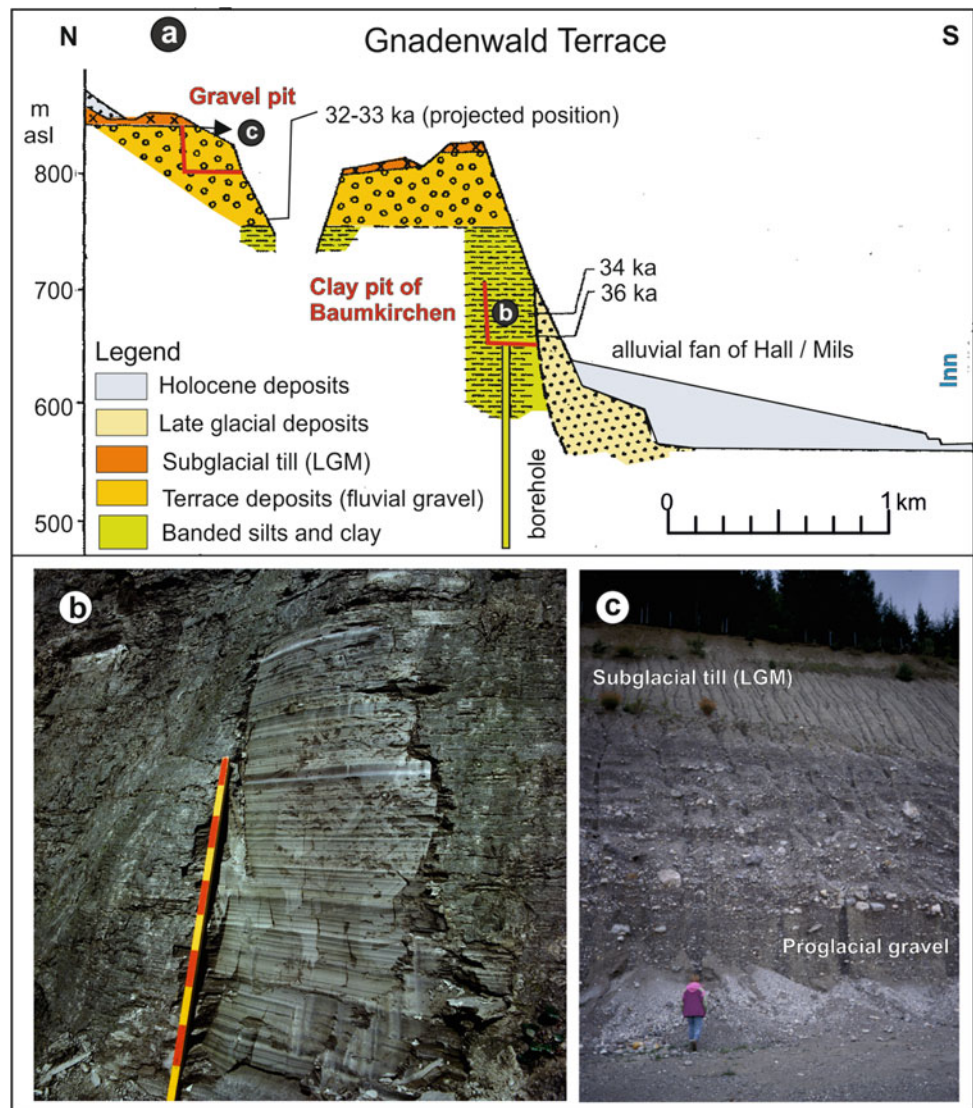 N
a
Gnadenwald Terrace
S
m
asl
Gravel pit
c
32-33 ka (projected position)
800
700
Clay pit of
Baumkirchen
b
34 ka
36 ka
alluvial fan of Hall / Mils
Inn
Legend
Holocene deposits
Late glacial deposits
Subglacial till (LGM)
Terrace deposits (fluvial gravel)
Banded silts and clay
600
500
borehole
0
1 km
b
c
Subglacial till (LGM)
Proglacial gravel